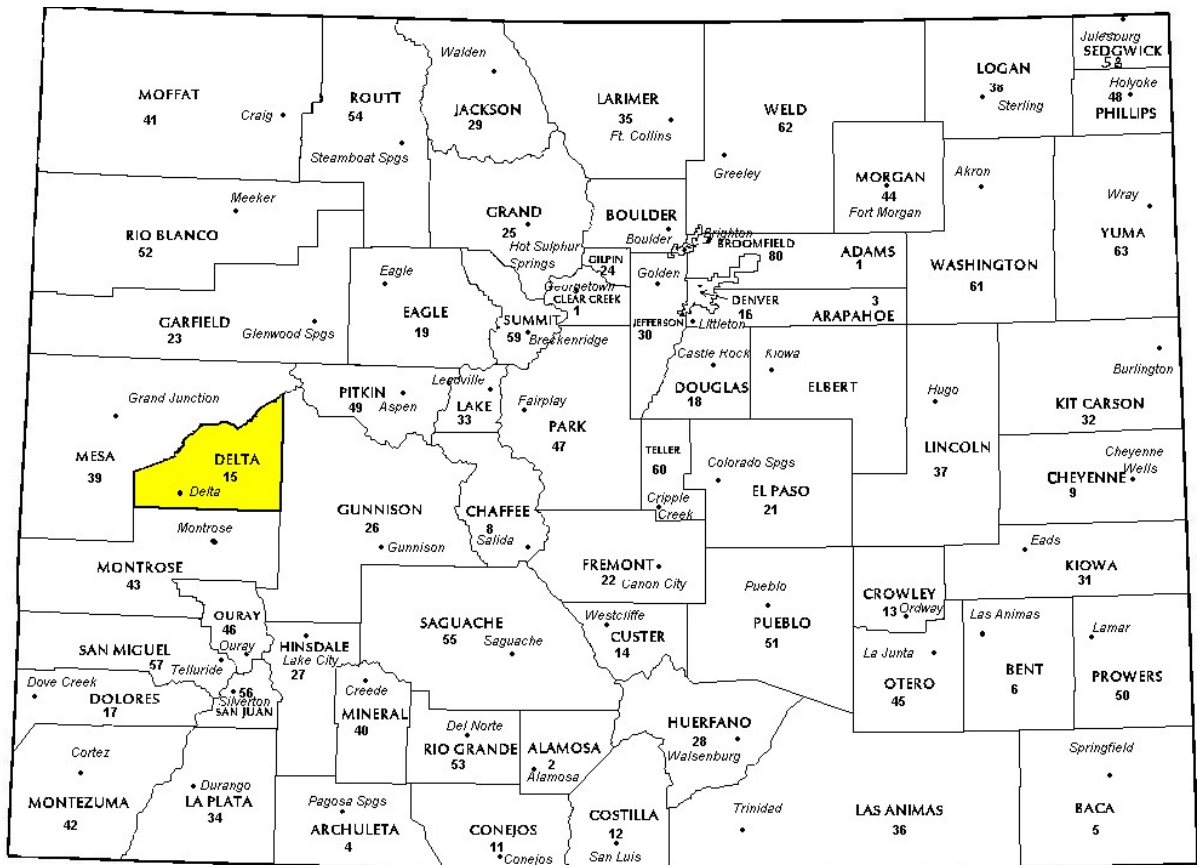 Walden
JACKSON
29
MOFFAT
41
Craig
ROUTT
54
Steamboat Spgs
LARIMER
35
Ft. Collins
WELD
62
Greeley
LOGAN
38
Sterling
Julesburg
SEDGWICK
58
Holyoke
48
PHILLIPS
Meeker
RIO BLANCO
52
GRAND
25
Hot Sulphur
Springs
BOULDER
Boulder
MORGAN
44
Fort Morgan
Akron
WASHINGTON
61
Wray
YUMA
63
Brighton
BROOMFIELD
80
ADAMS
1
GILPIN
24
Golden
JEFFERSON
30
Georgetown
CLEAR CREEK
1
DENVER
16
3
ARAPAHOE
Littleton
GARFIELD
23
Glenwood Spgs
Eagle
EAGLE
19
SUMMIT
59
Breckenridge
Castle Rock
DOUGLAS
18
Kiowa
ELBERT
Hugo
LINCOLN
37
Burlington
KIT CARSON
32
Grand Junction
MESA
39
DELTA
15
Delta
PITKIN
49
Aspen
Leadville
LAKE
33
Fairplay
PARK
47
TELLER
60
Cripple
Creek
Colorado Spgs
EL PASO
21
Cheyenne
Wells
CHEYENNE
9
Montrose
MONTROSE
43
GUNNISON
26
Gunnison
CHAFFEE
8
Salida
FREMONT
22
Canon City
Pueblo
PUEBLO
51
CROWLEY
13
Ordway
Eads
KIOWA
31
OURAY
46
Ouray
SAN MIGUEL
57
Telluride
HINSDALE
Lake City
27
SAGUACHE
55
Saguache
Westcliffe
CUSTER
14
La Junta
OTERO
45
Las Animas
BENT
6
Lamar
PROWERS
50
Dove Creek
DOLORES
17
56
Silverton
SAN JUAN
Creede
MINERAL
40
Del Norte
RIO GRANDE
53
ALAMOSA
2
Alamosa
HUERFANO
28
Walsenburg
Cortez
MONTEZUMA
42
Durango
LA PLATA
34
Pagosa Spgs
ARCHULETA
4
CONEJOS
11
Conejos
COSTILLA
12
San Luis
Trinidad
LAS ANIMAS
36
Springfield
BACA
5